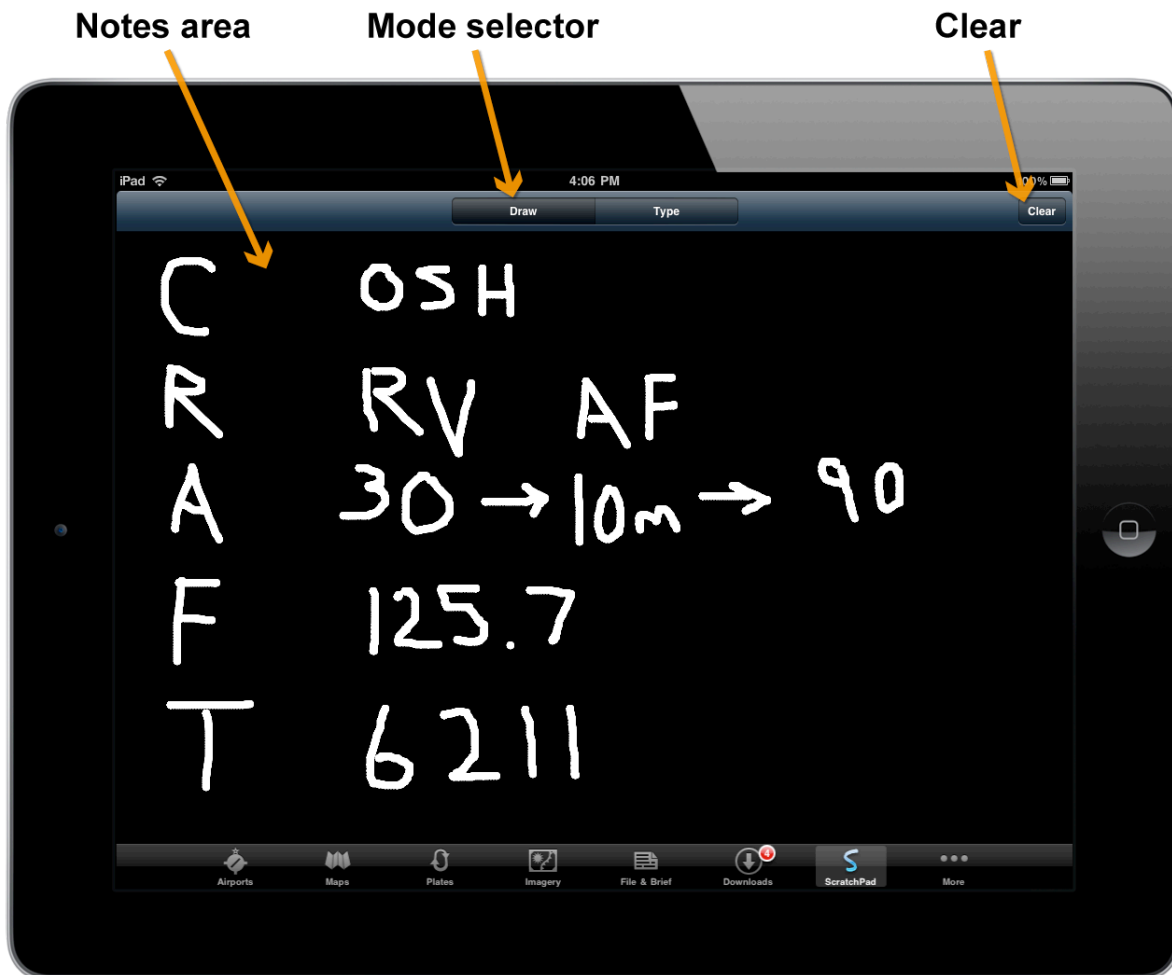 Notes area Mode selector Clear
iPad 4:06 PM 100%
Draw Type Clear
C OSH
R RV AF
A 30 → 10m → 90
F 125.7
T 6211
4
Airports Maps Plates Imagery File & Brief Downloads ScratchPad More